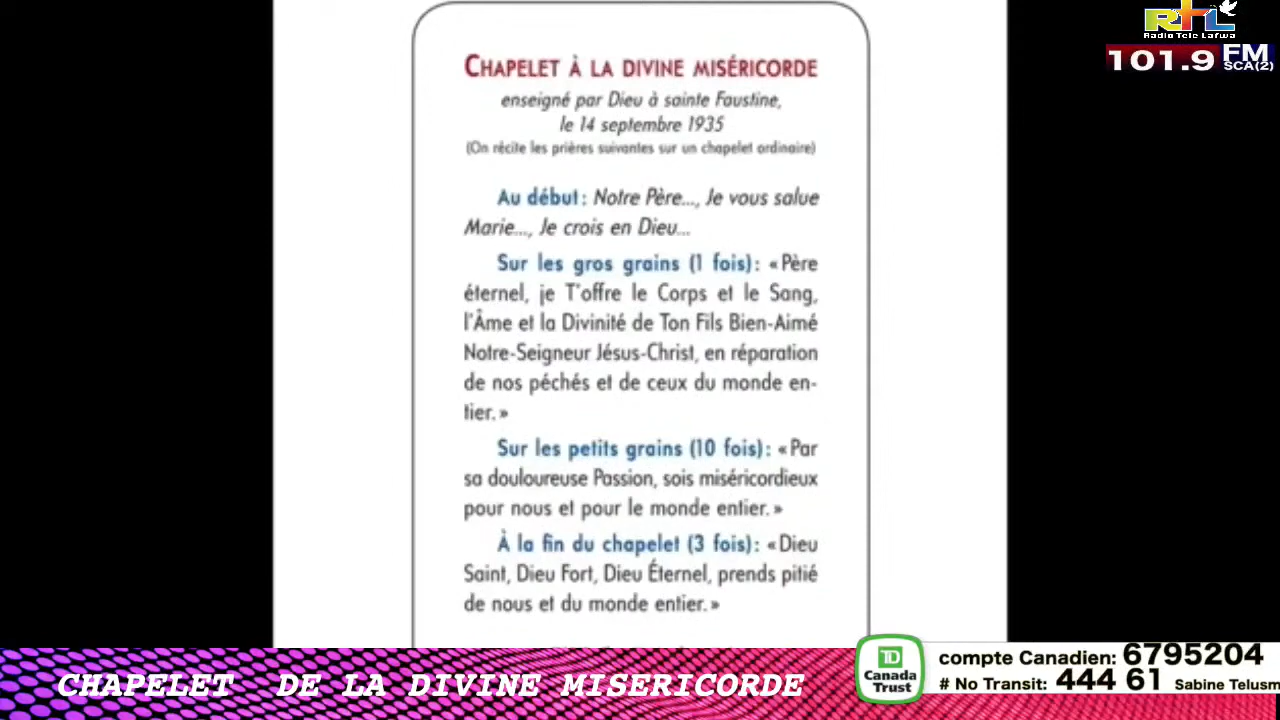 RTL
Radio Tele Lafwa
101.9 FM
SCA(2)
CHAPELET À LA DIVINE MISÉRICORDE
enseigné par Dieu à sainte Faustine,
le 14 septembre 1935
(On récite les prières suivantes sur un chapelet ordinaire)
Au début : Notre Père..., Je vous salue
Marie..., Je crois en Dieu...
Sur les gros grains (1 fois) : « Père
éternel, je T'offre le Corps et le Sang,
l'Âme et la Divinité de Ton Fils Bien-Aimé
Notre-Seigneur Jésus-Christ, en réparation
de nos péchés et de ceux du monde en-
tier. »
Sur les petits grains (10 fois) : « Par
sa douloureuse Passion, sois miséricordieux
pour nous et pour le monde entier. »
À la fin du chapelet (3 fois) : « Dieu
Saint, Dieu Fort, Dieu Éternel, prends pitié
de nous et du monde entier. »
CHAPELET DE LA DIVINE MISERICORDE
TD
Canada
Trust
compte Canadien: 6795204
# No Transit: 444 61 Sabine Telusm